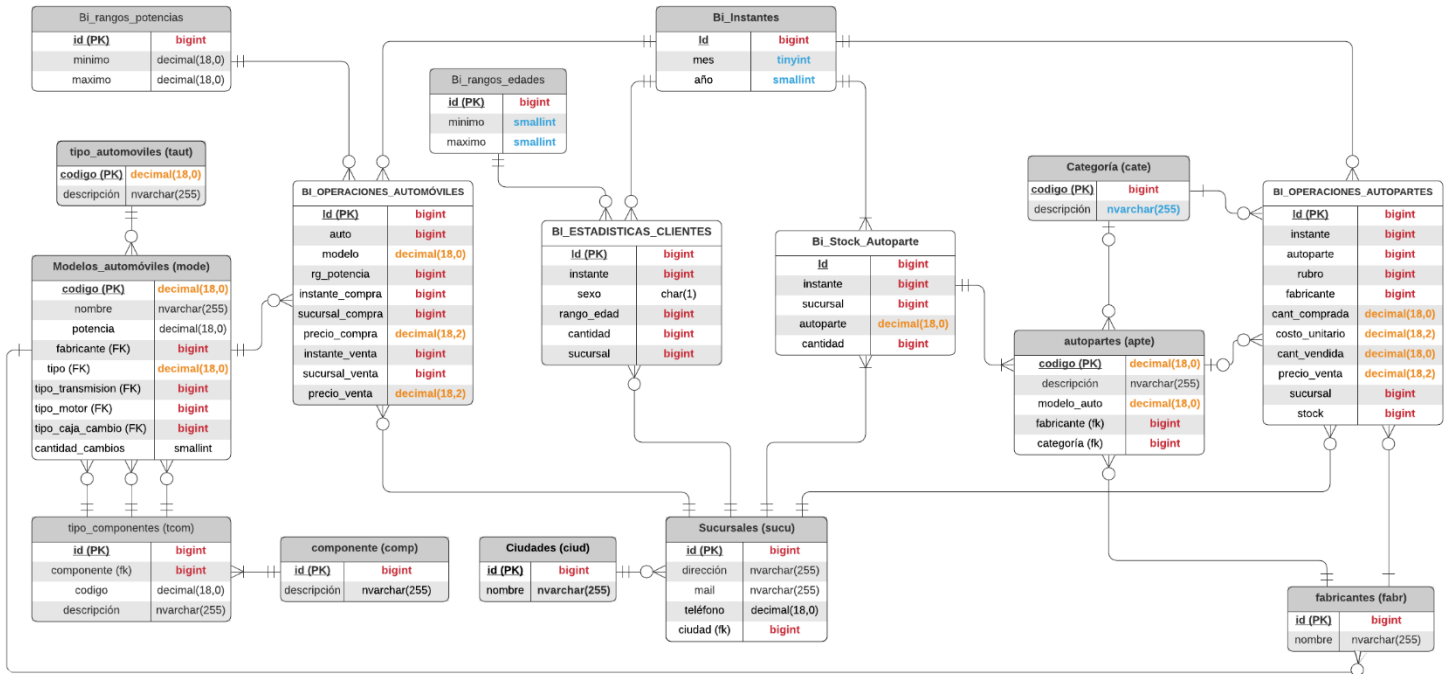 Bi_rangos_potencias
id (PK) bigint
minimo decimal(18,0)
maximo decimal(18,0)
Bi_Instantes
Id bigint
mes tinyint
año smallint
Bi_rangos_edades
id (PK) bigint
minimo smallint
maximo smallint
tipo_automoviles (taut)
codigo (PK) decimal(18,0)
descripción nvarchar(255)
Modelos_automóviles (mode)
codigo (PK) decimal(18,0)
nombre nvarchar(255)
potencia decimal(18,0)
fabricante (FK) bigint
tipo (FK) decimal(18,0)
tipo_transmision (FK) bigint
tipo_motor (FK) bigint
tipo_caja_cambio (FK) bigint
cantidad_cambios smallint
BI_OPERACIONES_AUTOMÓVILES
Id (PK) bigint
auto bigint
modelo decimal(18,0)
rg_potencia bigint
instante_compra bigint
sucursal_compra bigint
precio_compra decimal(18,2)
instante_venta bigint
sucursal_venta bigint
precio_venta decimal(18,2)
BI_ESTADISTICAS_CLIENTES
Id (PK) bigint
instante bigint
sexo char(1)
rango_edad bigint
cantidad bigint
sucursal bigint
Bi_Stock_Autoparte
Id bigint
instante bigint
sucursal bigint
autoparte decimal(18,0)
cantidad bigint
Categoría (cate)
codigo (PK) bigint
descripción nvarchar(255)
autopartes (apte)
codigo (PK) decimal(18,0)
descripción nvarchar(255)
modelo_auto decimal(18,0)
fabricante (fk) bigint
categoría (fk) bigint
BI_OPERACIONES_AUTOPARTES
Id (PK) bigint
instante bigint
autoparte bigint
rubro bigint
fabricante bigint
cant_comprada decimal(18,0)
costo_unitario decimal(18,2)
cant_vendida decimal(18,0)
precio_venta decimal(18,2)
sucursal bigint
stock bigint
tipo_componentes (tcom)
id (PK) bigint
componente (fk) bigint
codigo decimal(18,0)
descripción nvarchar(255)
componente (comp)
id (PK) bigint
descripción nvarchar(255)
Ciudades (ciud)
id (PK) bigint
nombre nvarchar(255)
Sucursales (sucu)
id (PK) bigint
dirección nvarchar(255)
mail nvarchar(255)
teléfono decimal(18,0)
ciudad (fk) bigint
fabricantes (fabr)
id (PK) bigint
nombre nvarchar(255)